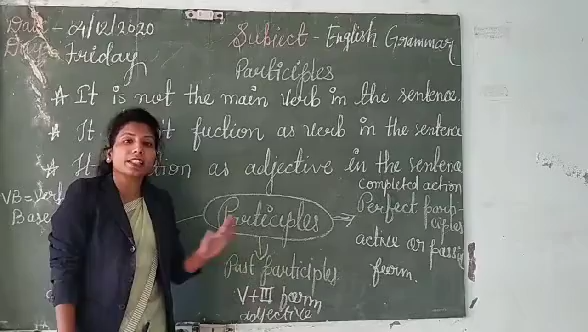 Date - 04/12/2020
Day - Friday
Subject - English Grammar
Participles
It is not the main verb in the sentence.
It fuction as verb in the sentence
It as adjective in the sentence
VB = Verb
Base
Participles
completed action
Perfect participles
active or passive
form.
Past participles
V+III form
adjective